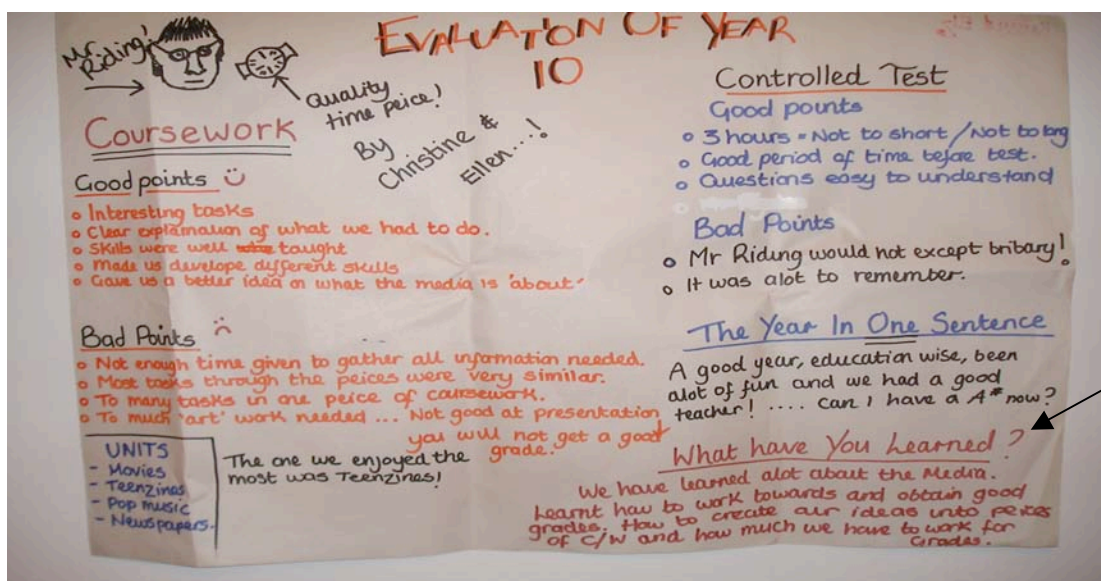 EVALUATON OF YEAR
10
Mr.
Riding!
Quality
time peice!
By
Christine &
Ellen...!
Coursework
Good points
Interesting tasks
Clear explanation of what we had to do.
Skills were well taught
Made us develope different skills
Gave us a better idea on what the media is 'about'
Bad Points
Not enough time given to gather all information needed.
Most tasks through the peices were very similar.
To many tasks in one peice of coursework.
To much 'art' work needed ... Not good at presentation
you will not get a good
grade.
UNITS
- Movies
- Teenzines
- Pop music
- Newspapers.
The one we enjoyed the
most was Teenzines!
Controlled Test
Good points
3 hours = Not to short / Not to long
Good period of time before test.
Questions easy to understand
Bad Points
Mr Riding would not except bribary!
It was alot to remember.
The Year In One Sentence
A good year, education wise, been
alot of fun and we had a good
teacher! .... Can I have a A* now?
What have You Learned?
We have learned alot about the Media.
Learnt how to work towards and obtain good
grades. How to create our ideas into peices
of C/W and how much we have to work for
Grades.